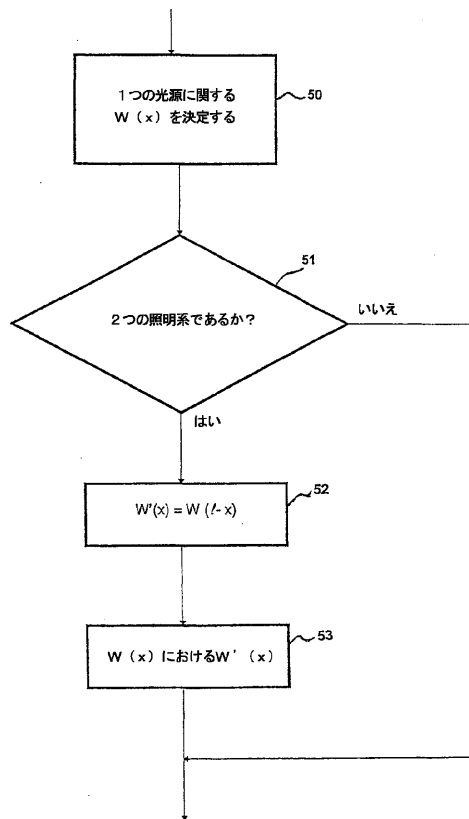 1つの光源に関する
W（x）を決定する
50
51
2つの照明系であるか？
いいえ
はい
W'(x) = W (l- x)
52
W（x）におけるW'（x）
53